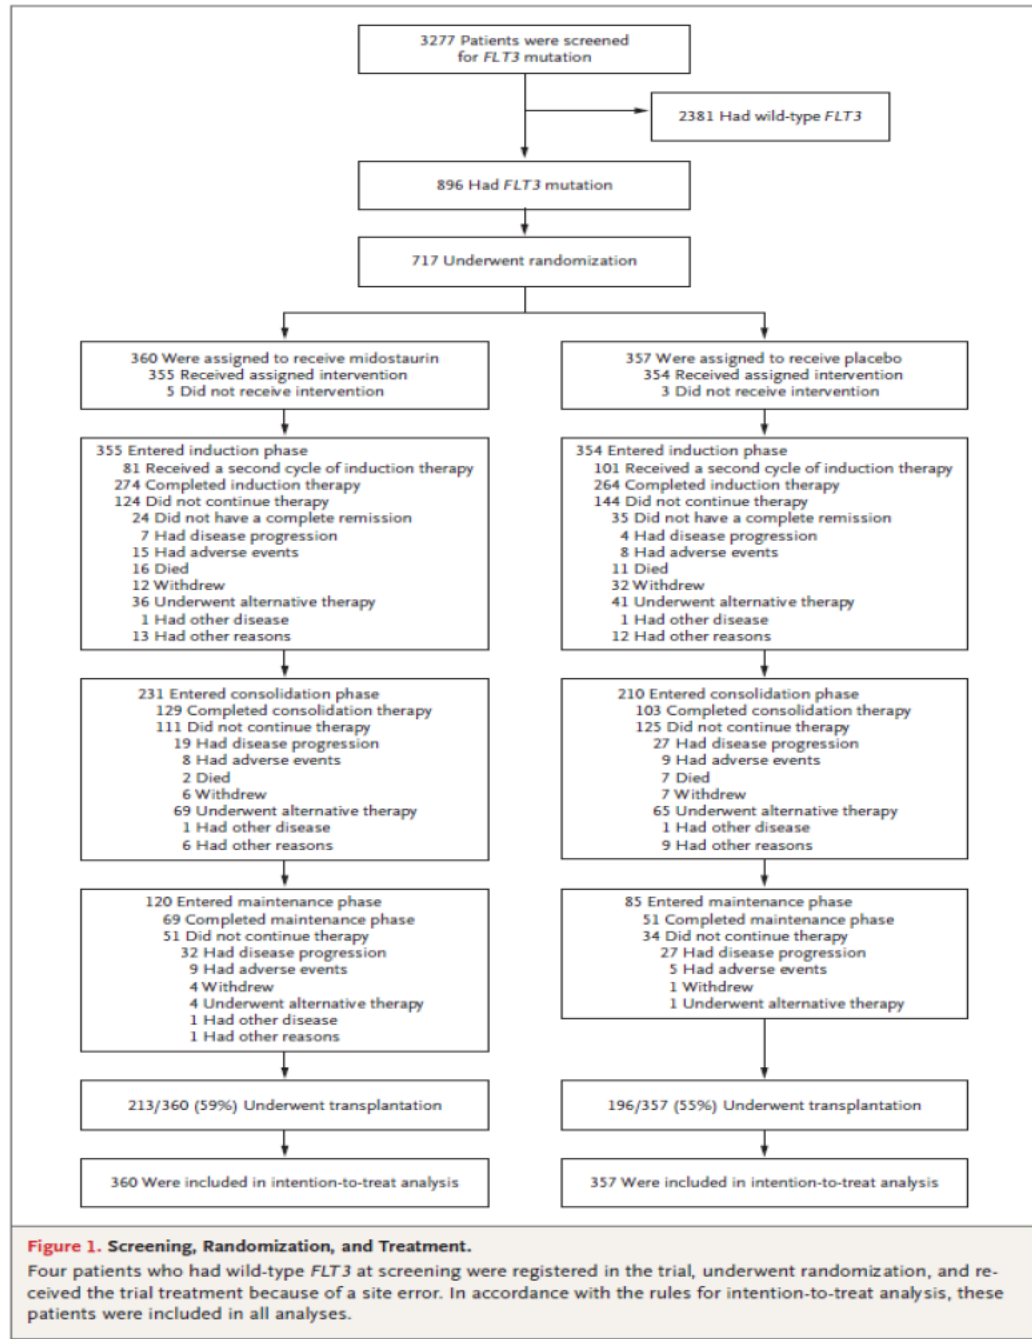 3277 Patients were screened
for FLT3 mutation
2381 Had wild-type FLT3
896 Had FLT3 mutation
717 Underwent randomization
360 Were assigned to receive midostaurin
355 Received assigned intervention
5 Did not receive intervention
357 Were assigned to receive placebo
354 Received assigned intervention
3 Did not receive intervention
355 Entered induction phase
81 Received a second cycle of induction therapy
274 Completed induction therapy
124 Did not continue therapy
24 Did not have a complete remission
7 Had disease progression
15 Had adverse events
16 Died
12 Withdrew
36 Underwent alternative therapy
1 Had other disease
13 Had other reasons
354 Entered induction phase
101 Received a second cycle of induction therapy
264 Completed induction therapy
144 Did not continue therapy
35 Did not have a complete remission
4 Had disease progression
8 Had adverse events
11 Died
32 Withdrew
41 Underwent alternative therapy
1 Had other disease
12 Had other reasons
231 Entered consolidation phase
129 Completed consolidation therapy
111 Did not continue therapy
19 Had disease progression
8 Had adverse events
2 Died
6 Withdrew
69 Underwent alternative therapy
1 Had other disease
6 Had other reasons
210 Entered consolidation phase
103 Completed consolidation therapy
125 Did not continue therapy
27 Had disease progression
9 Had adverse events
7 Died
7 Withdrew
65 Underwent alternative therapy
1 Had other disease
9 Had other reasons
120 Entered maintenance phase
69 Completed maintenance phase
51 Did not continue therapy
32 Had disease progression
9 Had adverse events
4 Withdrew
4 Underwent alternative therapy
1 Had other disease
1 Had other reasons
85 Entered maintenance phase
51 Completed maintenance phase
34 Did not continue therapy
27 Had disease progression
5 Had adverse events
1 Withdrew
1 Underwent alternative therapy
213/360 (59%) Underwent transplantation
196/357 (55%) Underwent transplantation
360 Were included in intention-to-treat analysis
357 Were included in intention-to-treat analysis
Figure 1. Screening, Randomization, and Treatment.
Four patients who had wild-type FLT3 at screening were registered in the trial, underwent randomization, and re-
ceived the trial treatment because of a site error. In accordance with the rules for intention-to-treat analysis, these
patients were included in all analyses.